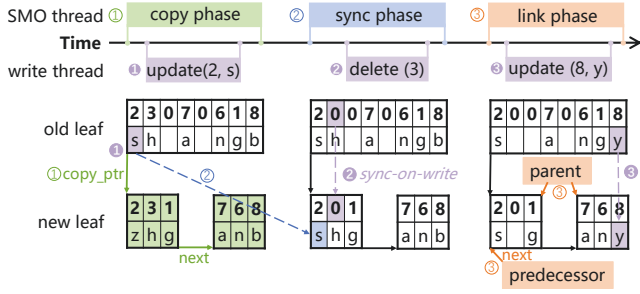 SMO thread ① copy phase ② sync phase ③ link phase
Time
write thread ❶ update(2, s) ❷ delete (3) ❸ update (8, y)
2 3 0 7 0 6 1 8 2 0 0 7 0 6 1 8 2 0 0 7 0 6 1 8
old leaf s h a n g b s h a n g b s a n g y
❶
①copy_ptr ② ❷ sync-on-write parent ❸
③
2 3 1 7 6 8 2 0 1 7 6 8 2 0 1 7 6 8
new leaf z h g a n b s h g a n b s g a n y
next next
③ predecessor